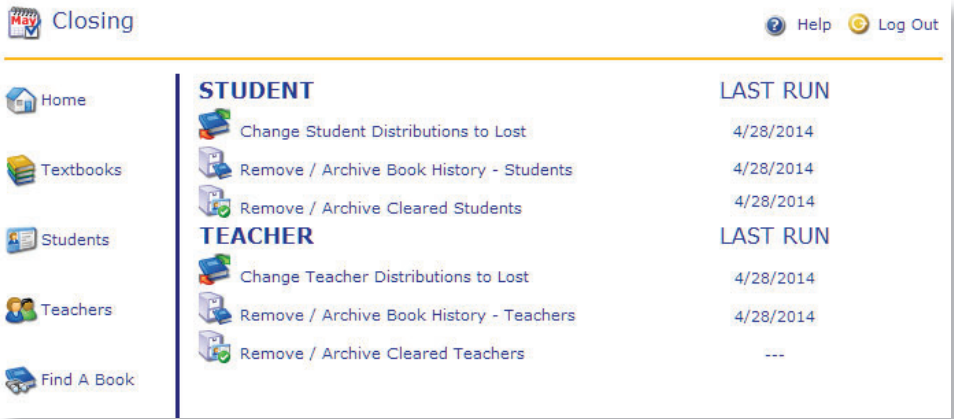 May Closing
Help Log Out
Home
Textbooks
Students
Teachers
Find A Book
STUDENT LAST RUN
Change Student Distributions to Lost 4/28/2014
Remove / Archive Book History - Students 4/28/2014
Remove / Archive Cleared Students 4/28/2014
TEACHER LAST RUN
Change Teacher Distributions to Lost 4/28/2014
Remove / Archive Book History - Teachers 4/28/2014
Remove / Archive Cleared Teachers ---